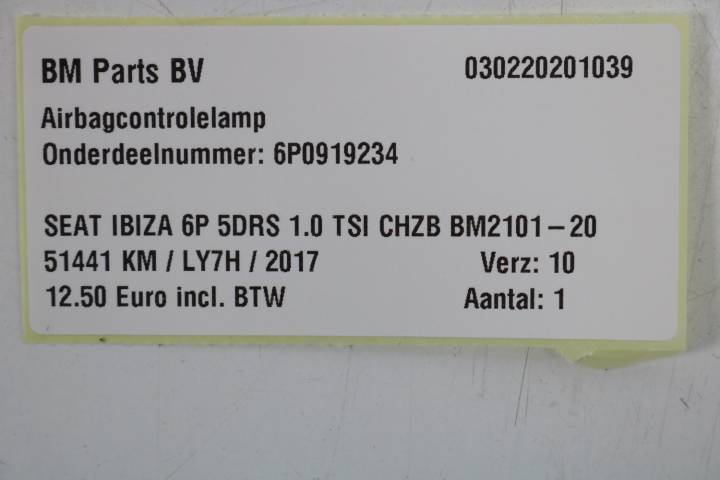 BM Parts BV 030220201039
Airbagcontrolelamp
Onderdeelnummer: 6P0919234
SEAT IBIZA 6P 5DRS 1.0 TSI CHZB BM2101-20
51441 KM / LY7H / 2017 Verz: 10
12.50 Euro incl. BTW Aantal: 1